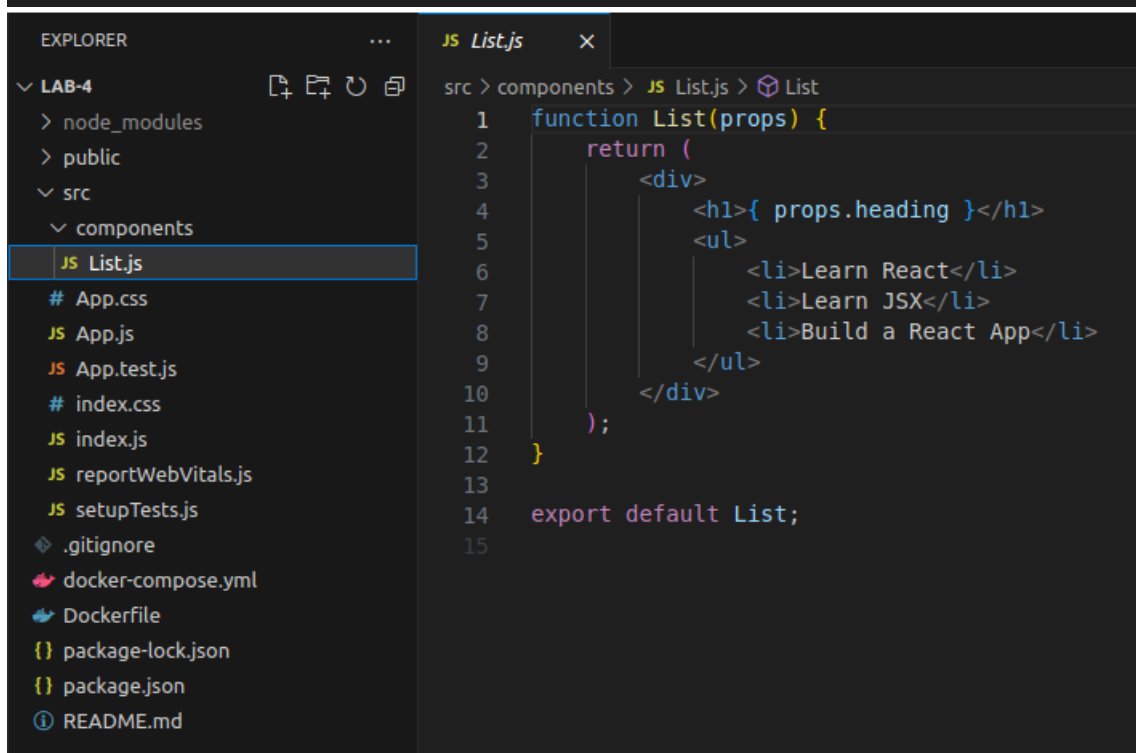 EXPLORER
LAB-4
node_modules
public
src
components
JS List.js
# App.css
JS App.js
JS App.test.js
# index.css
JS index.js
JS reportWebVitals.js
JS setupTests.js
.gitignore
docker-compose.yml
Dockerfile
{} package-lock.json
{} package.json
README.md
JS List.js
src > components > JS List.js > List
1 function List(props) {
2 return (
3 <div>
4 <h1>{ props.heading }</h1>
5 <ul>
6 <li>Learn React</li>
7 <li>Learn JSX</li>
8 <li>Build a React App</li>
9 </ul>
10 </div>
11 );
12 }
13
14 export default List;
15